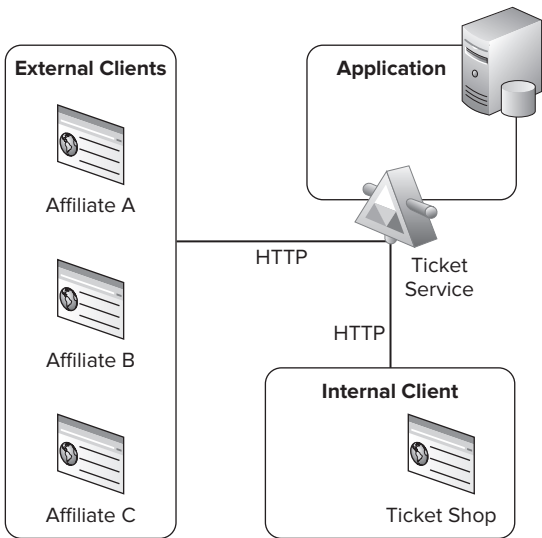 External Clients
Affiliate A
Affiliate B
Affiliate C
Application
HTTP
Ticket
Service
HTTP
Internal Client
Ticket Shop